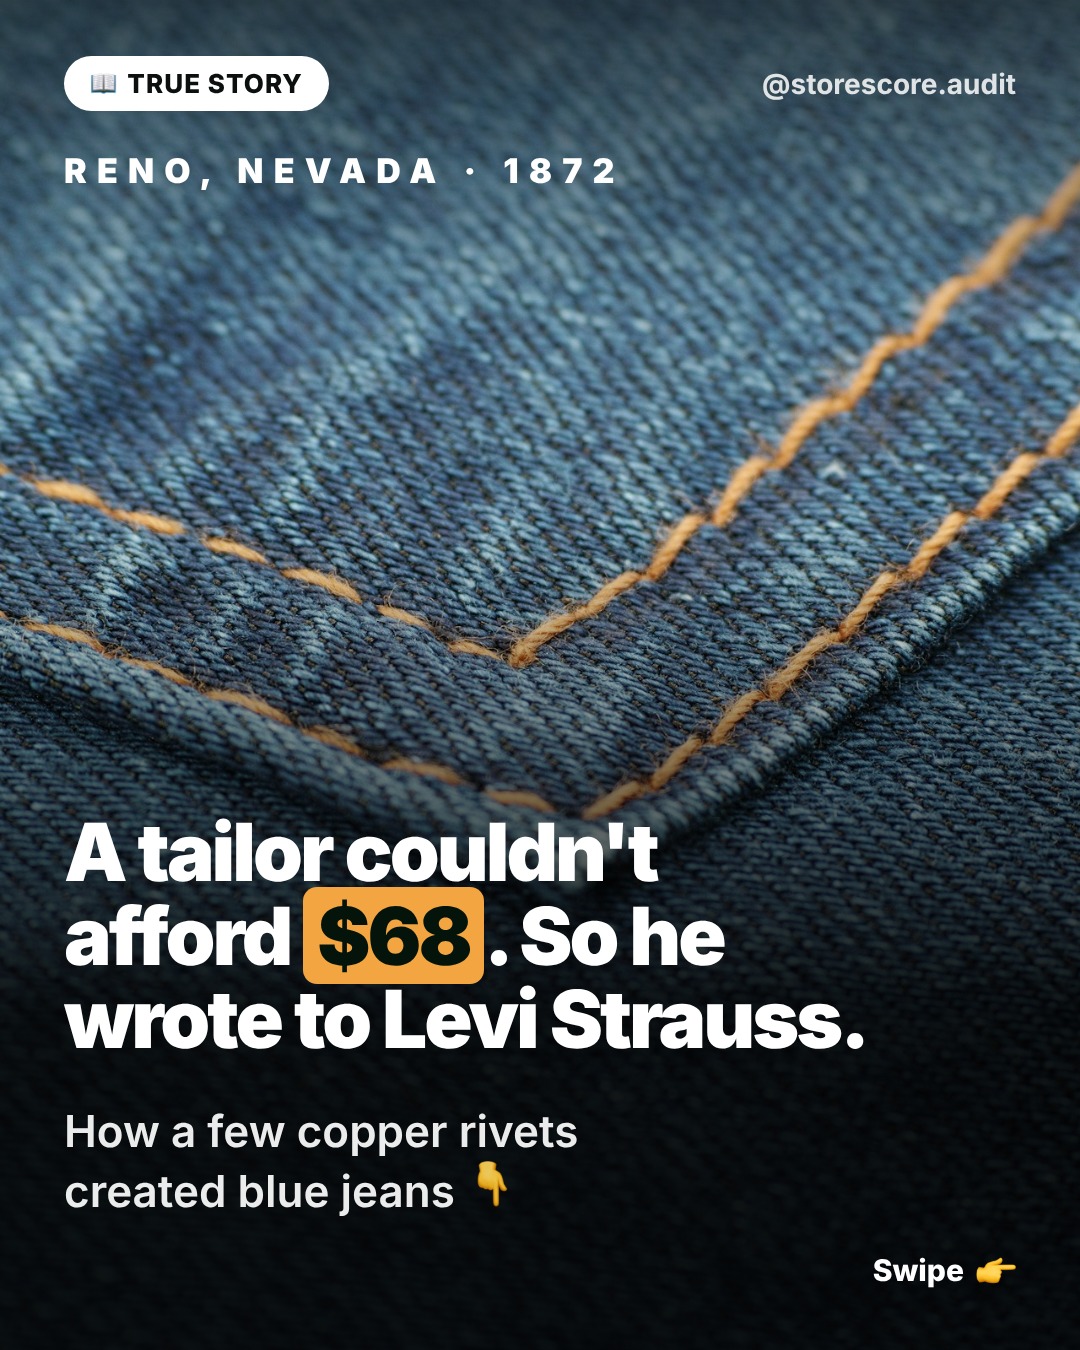 📖 TRUE STORY
@storescore.audit
RENO, NEVADA · 1872
A tailor couldn't
afford $68. So he
wrote to Levi Strauss.
How a few copper rivets
created blue jeans 👇
Swipe 👉